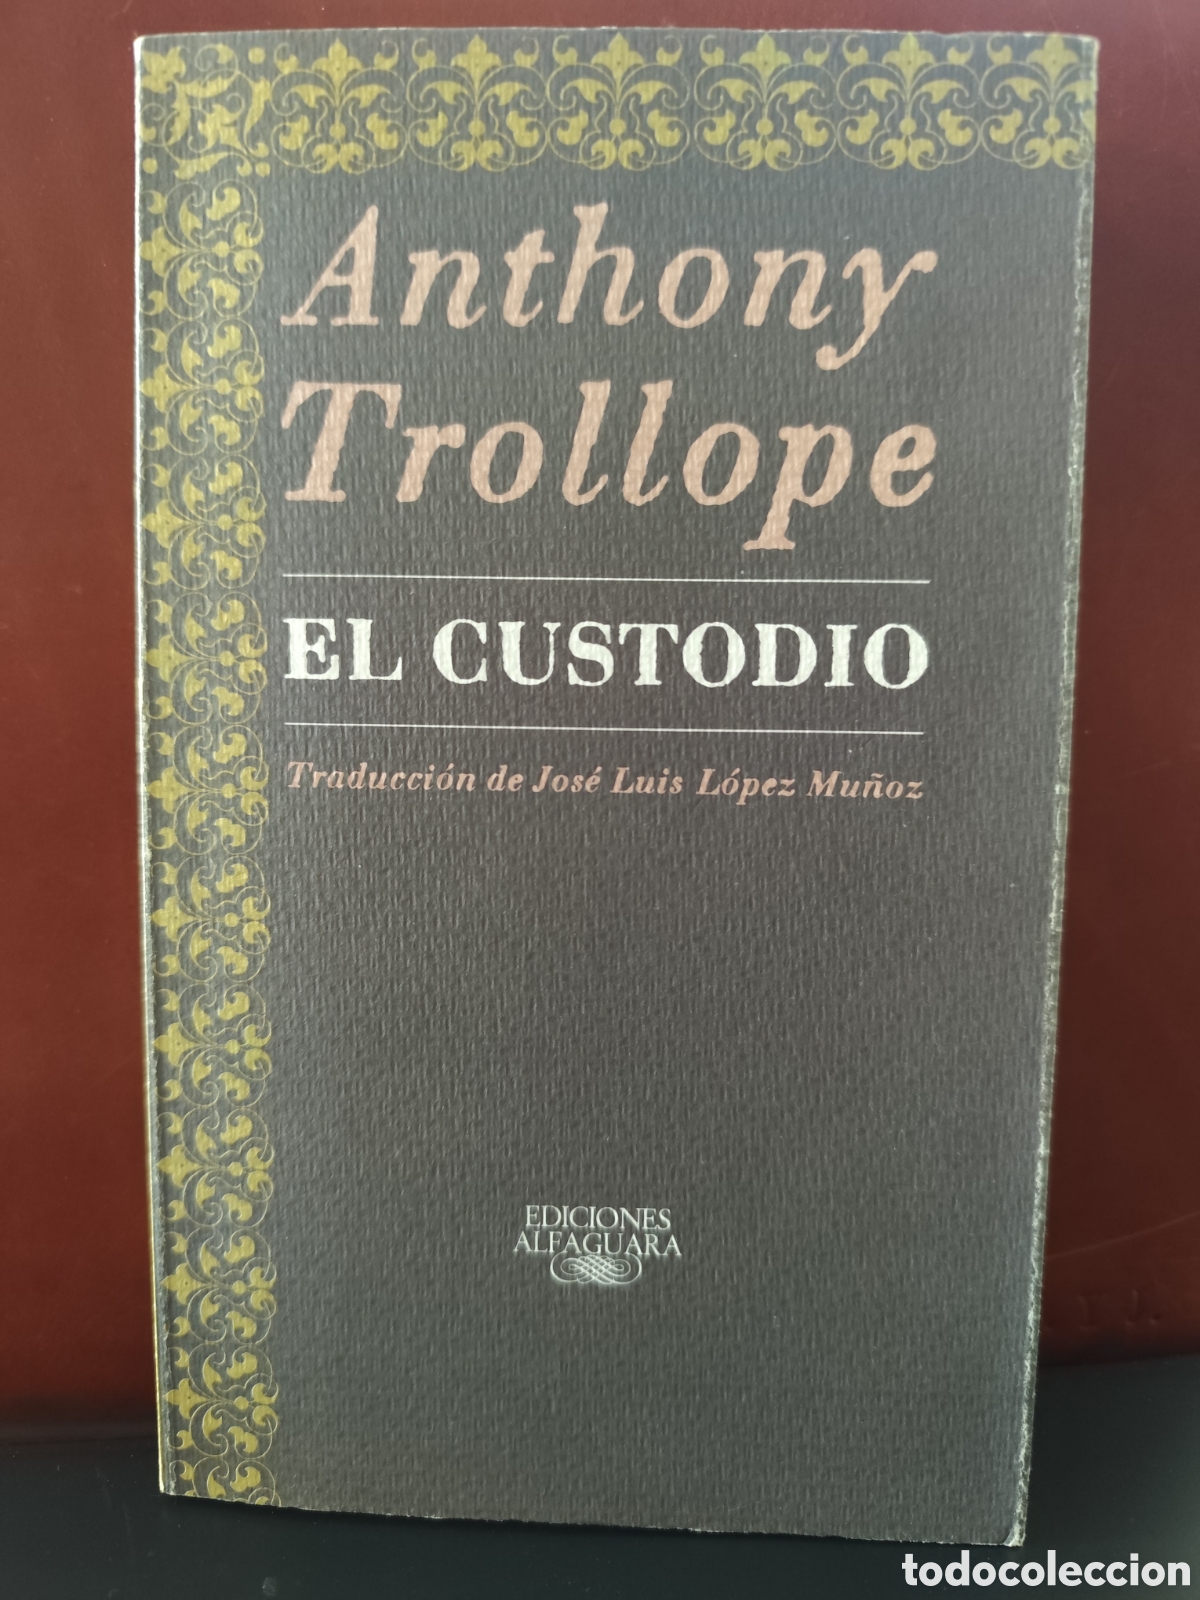 Anthony
Trollope
EL CUSTODIO
Traducción de José Luis López Muñoz
EDICIONES
ALFAGUARA
todocoleccion